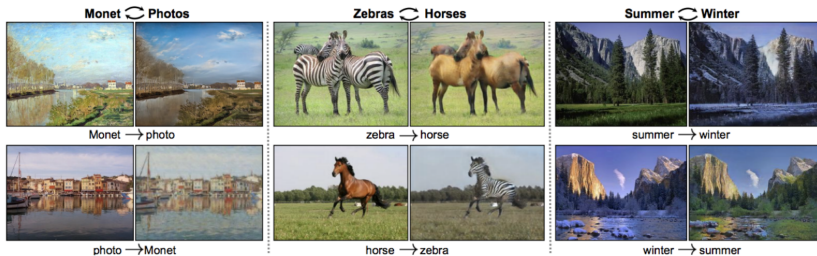 Monet ⟳ Photos
Zebras ⟳ Horses
Summer ⟳ Winter
Monet → photo
zebra → horse
summer → winter
photo → Monet
horse → zebra
winter → summer